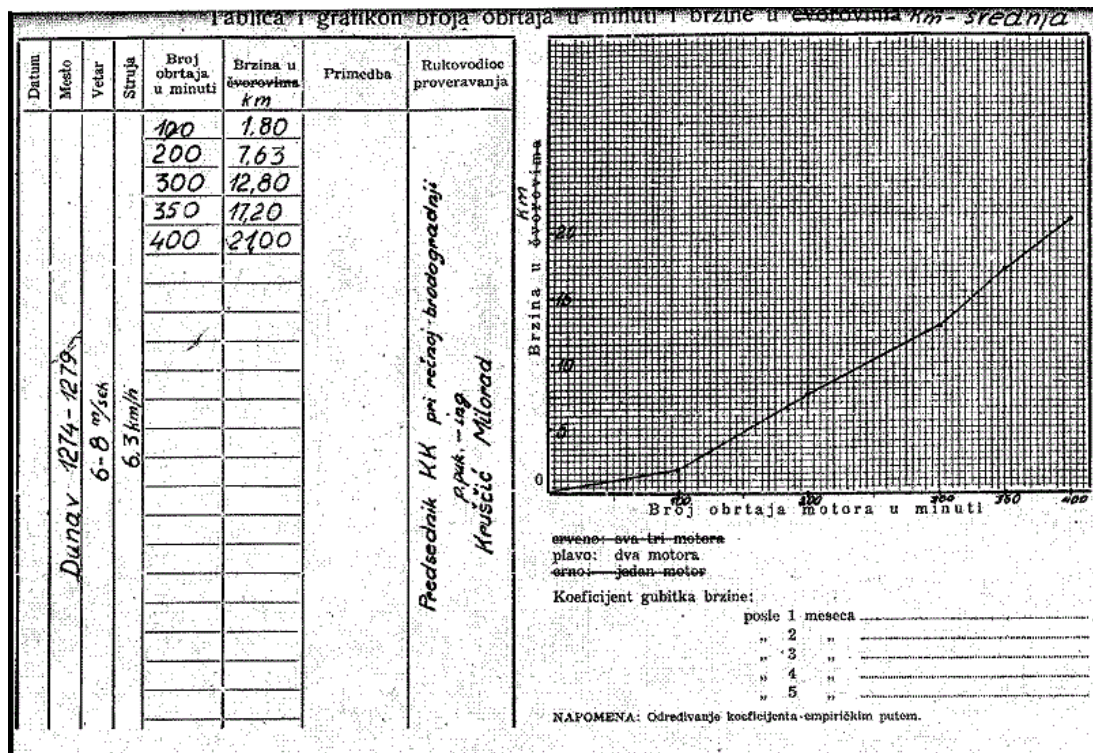 Tablica i grafikon broja obrtaja u minuti i brzine u čvorovima km - srednja
Datum
Mesto
Vetar
Struja
Broj obrtaja u minuti
Brzina u čvorovima km
Primedba
Rukovodioc proveravanja
100 1,80
200 7,63
300 12,80
350 17,20
400 21,00
Dunav 1274-1279
6-8 m/sek
6,3 km/h
Predsednik KK pri rečnoj brodogradnji
p.puk. - ing.
Kruščić Milorad
Brzina u čvorovima km
20
15
10
5
0
100 200 300 350 400
Broj obrtaja motora u minuti
crveno: sva tri motora
plavo: dva motora
crno: jedan motor
Koeficijent gubitka brzine:
posle 1 meseca
„ 2 „
„ 3 „
„ 4 „
„ 5 „
NAPOMENA: Određivanje koeficijenta empiričkim putem.